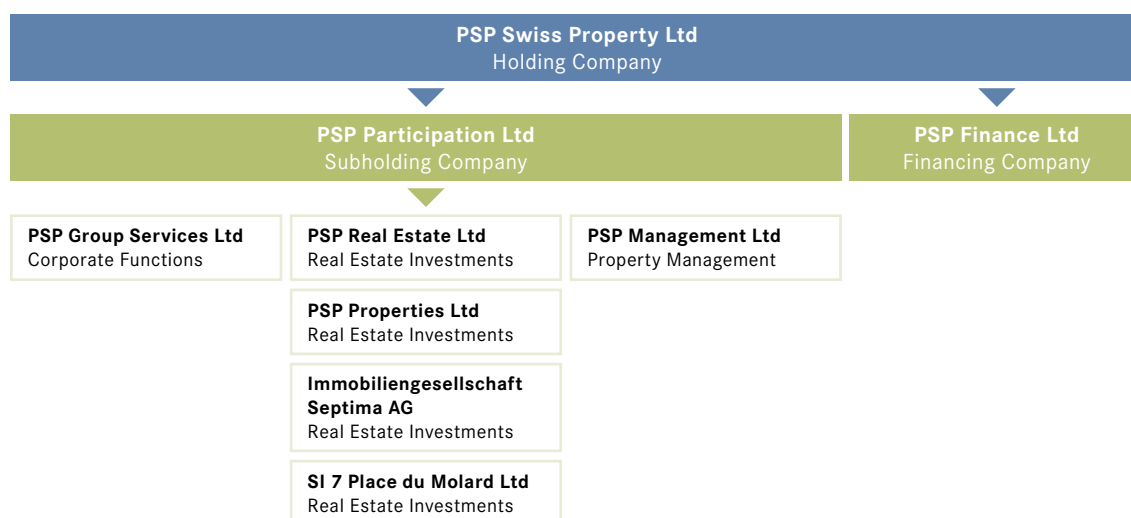 PSP Swiss Property Ltd
Holding Company
PSP Participation Ltd
Subholding Company
PSP Finance Ltd
Financing Company
PSP Group Services Ltd
Corporate Functions
PSP Real Estate Ltd
Real Estate Investments
PSP Management Ltd
Property Management
PSP Properties Ltd
Real Estate Investments
Immobiliengesellschaft
Septima AG
Real Estate Investments
SI 7 Place du Molard Ltd
Real Estate Investments